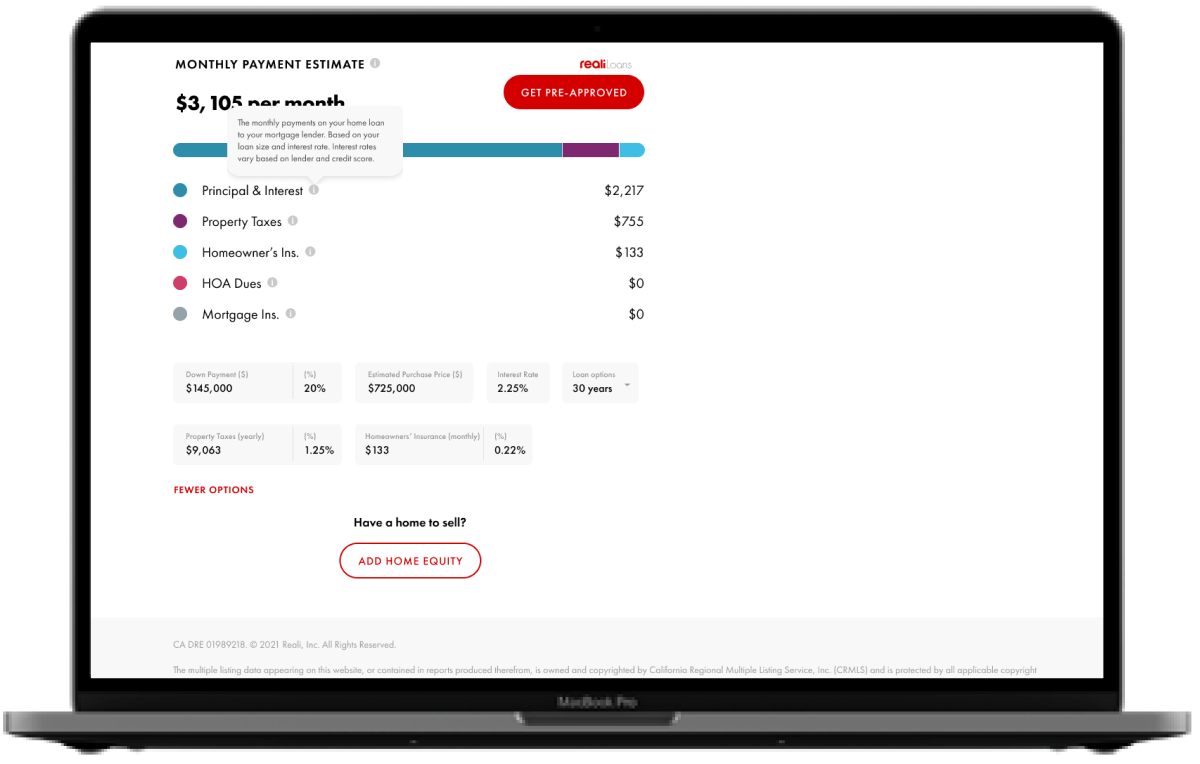 MONTHLY PAYMENT ESTIMATE
realiLoans
$3,105 per month
GET PRE-APPROVED
The monthly payments on your home loan
to your mortgage lender. Based on your
loan size and interest rate. Interest rates
vary based on lender and credit score.
Principal & Interest $2,217
Property Taxes $755
Homeowner's Ins. $133
HOA Dues $0
Mortgage Ins. $0
Down Payment ($) (%) Estimated Purchase Price ($) Interest Rate Loan options
$145,000 20% $725,000 2.25% 30 years
Property Taxes (yearly) (%) Homeowners' Insurance (monthly) (%)
$9,063 1.25% $133 0.22%
FEWER OPTIONS
Have a home to sell?
ADD HOME EQUITY
CA DRE 01989218. © 2021 Reali, Inc. All Rights Reserved.
The multiple listing data appearing on this website, or contained in reports produced therefrom, is owned and copyrighted by California Regional Multiple Listing Service, Inc. (CRMLS) and is protected by all applicable copyright
MacBook Pro